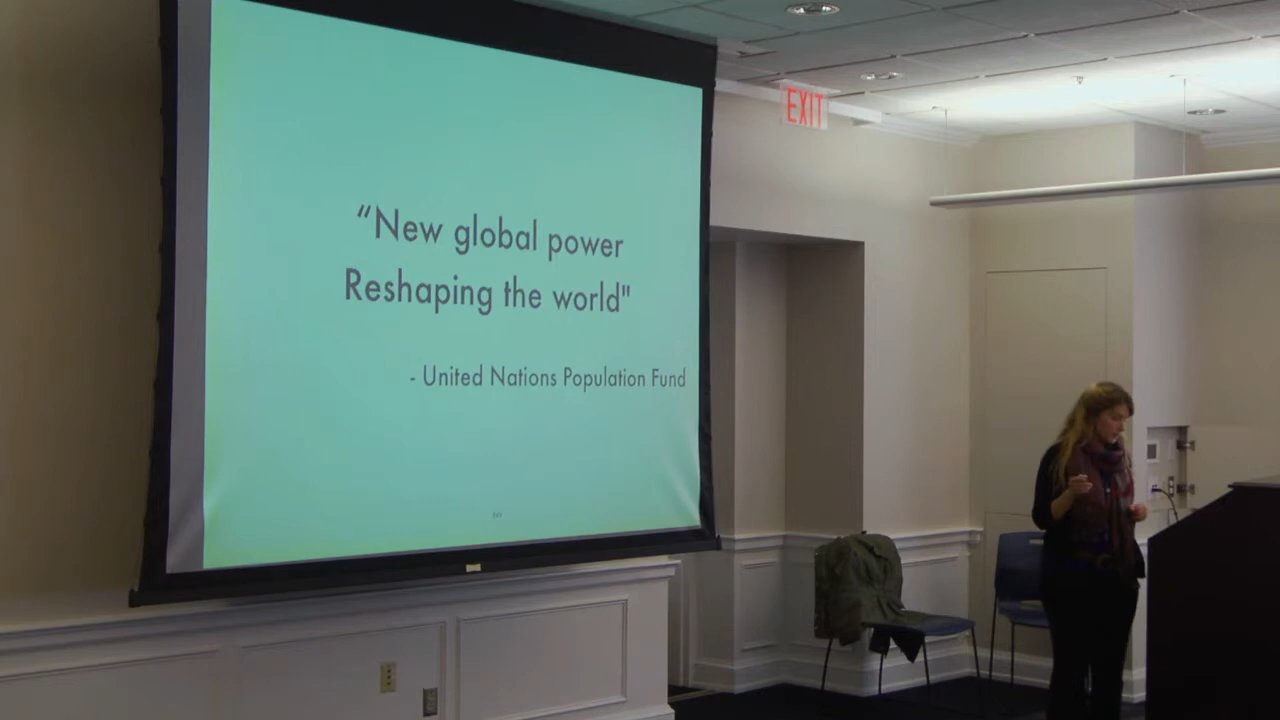 “New global power
Reshaping the world"
- United Nations Population Fund
EXIT